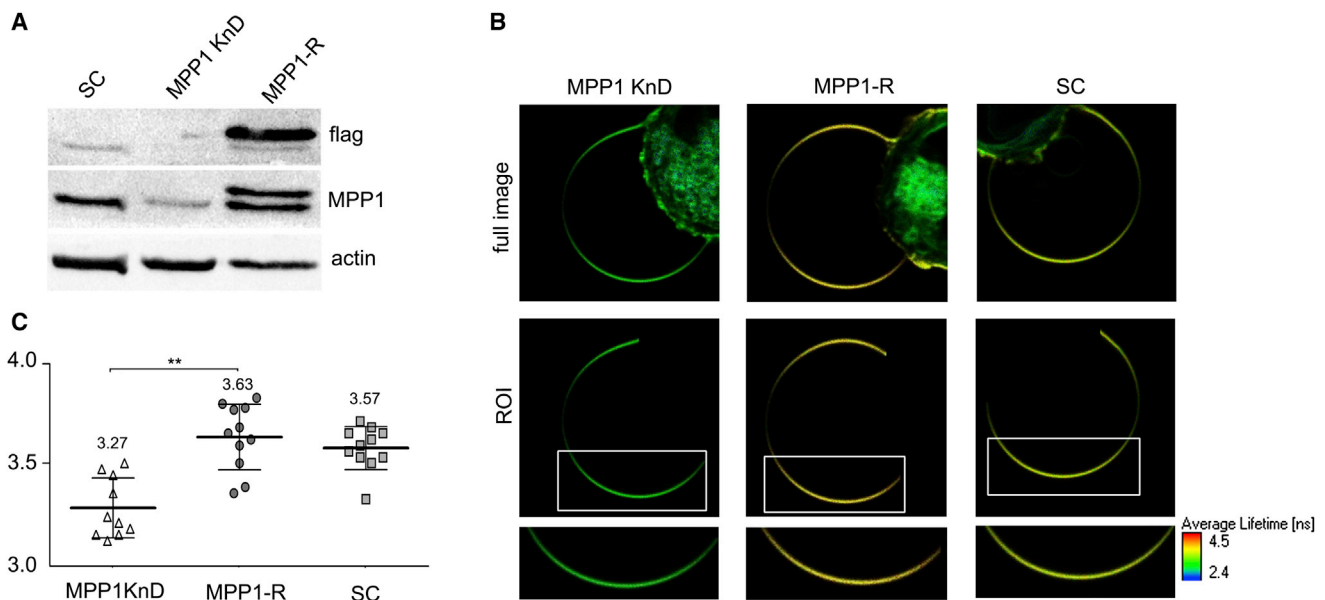 A
SC
MPP1 KnD
MPP1-R
flag
MPP1
actin
B
MPP1 KnD
MPP1-R
SC
full image
ROI
Average Lifetime [ns]
4.5
2.4
C
4.0
3.5
3.0
**
3.27
3.63
3.57
MPP1KnD
MPP1-R
SC